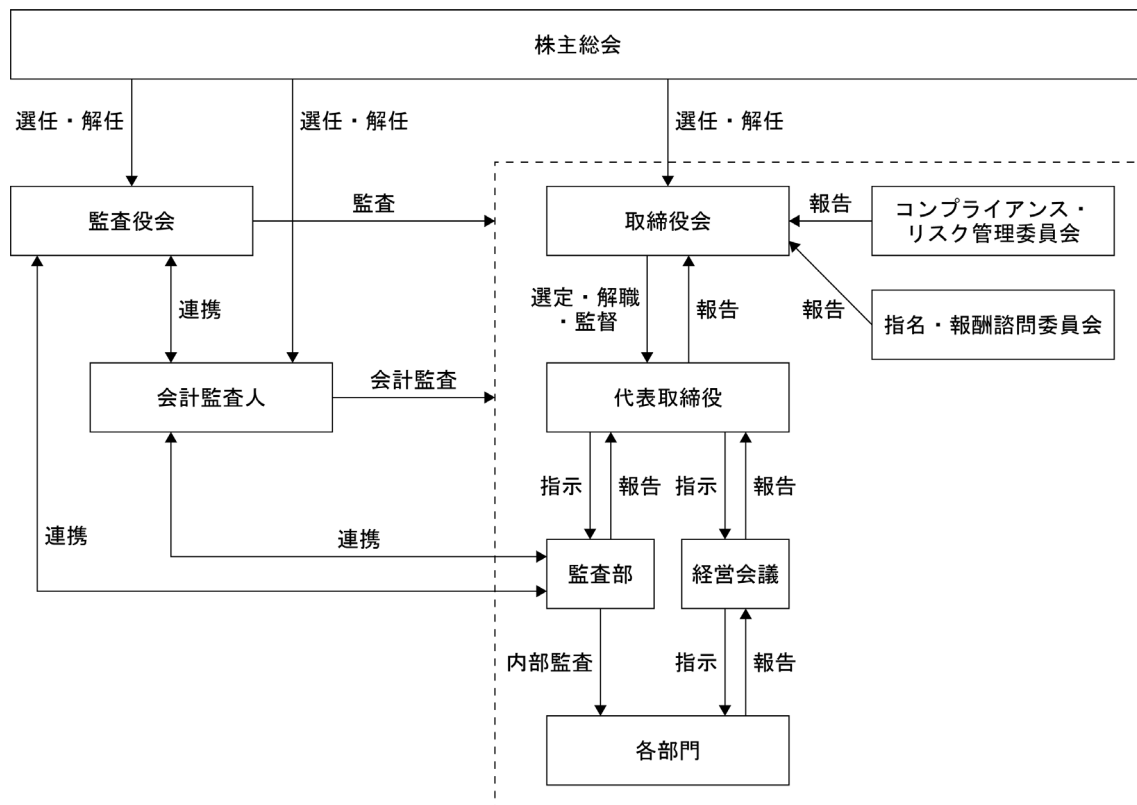 株主総会
選任・解任
選任・解任
選任・解任
監査役会
監査
取締役会
報告
コンプライアンス・
リスク管理委員会
連携
選定・解職
・監督
報告
報告
指名・報酬諮問委員会
会計監査人
会計監査
代表取締役
指示
報告
指示
報告
連携
連携
監査部
経営会議
内部監査
指示
報告
各部門